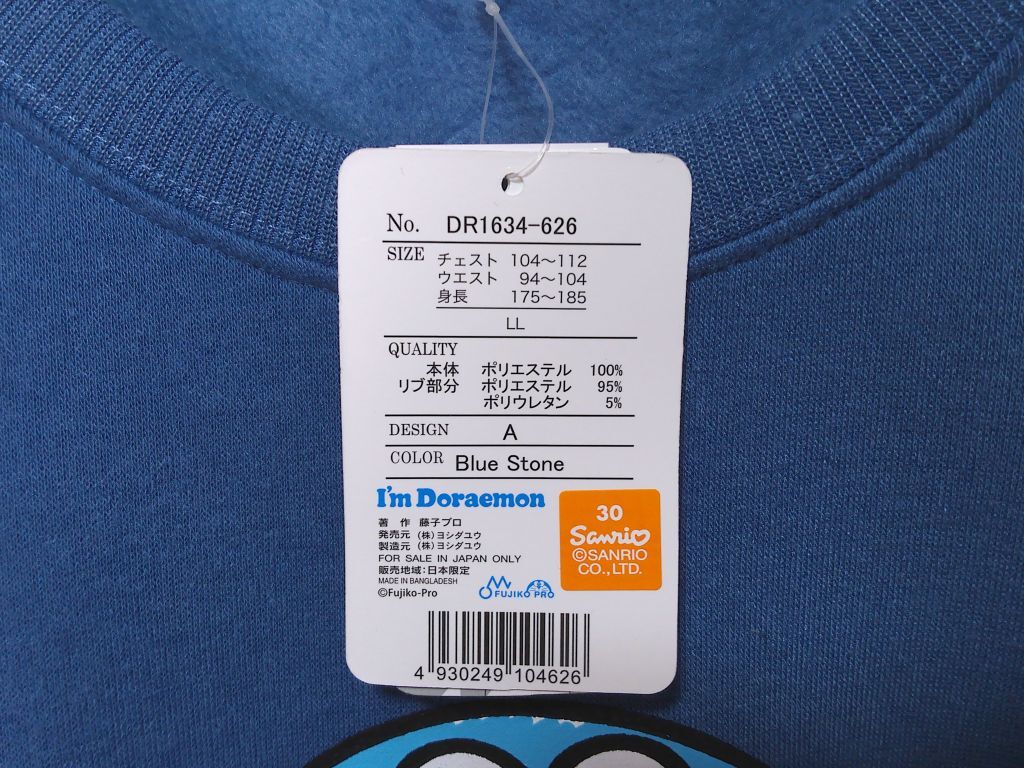 No. DR1634-626
SIZE チェスト 104～112
ウエスト 94～104
身長 175～185
LL
QUALITY
本体 ポリエステル 100%
リブ部分 ポリエステル 95%
ポリウレタン 5%
DESIGN A
COLOR Blue Stone
I'm Doraemon
著 作 藤子プロ
発売元 (株)ヨシダユウ
製造元 (株)ヨシダユウ
FOR SALE IN JAPAN ONLY
販売地域:日本限定
MADE IN BANGLADESH
©Fujiko-Pro
FUJIKO PRO
30
Sanrio
©SANRIO
CO., LTD.
4 930249 104626